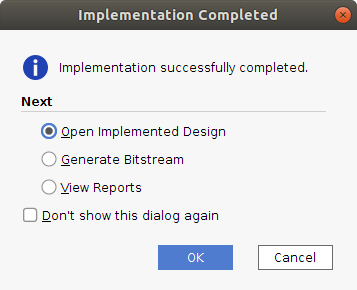 Implementation Completed
Implementation successfully completed.
Next
Open Implemented Design
Generate Bitstream
View Reports
Don't show this dialog again
OK
Cancel